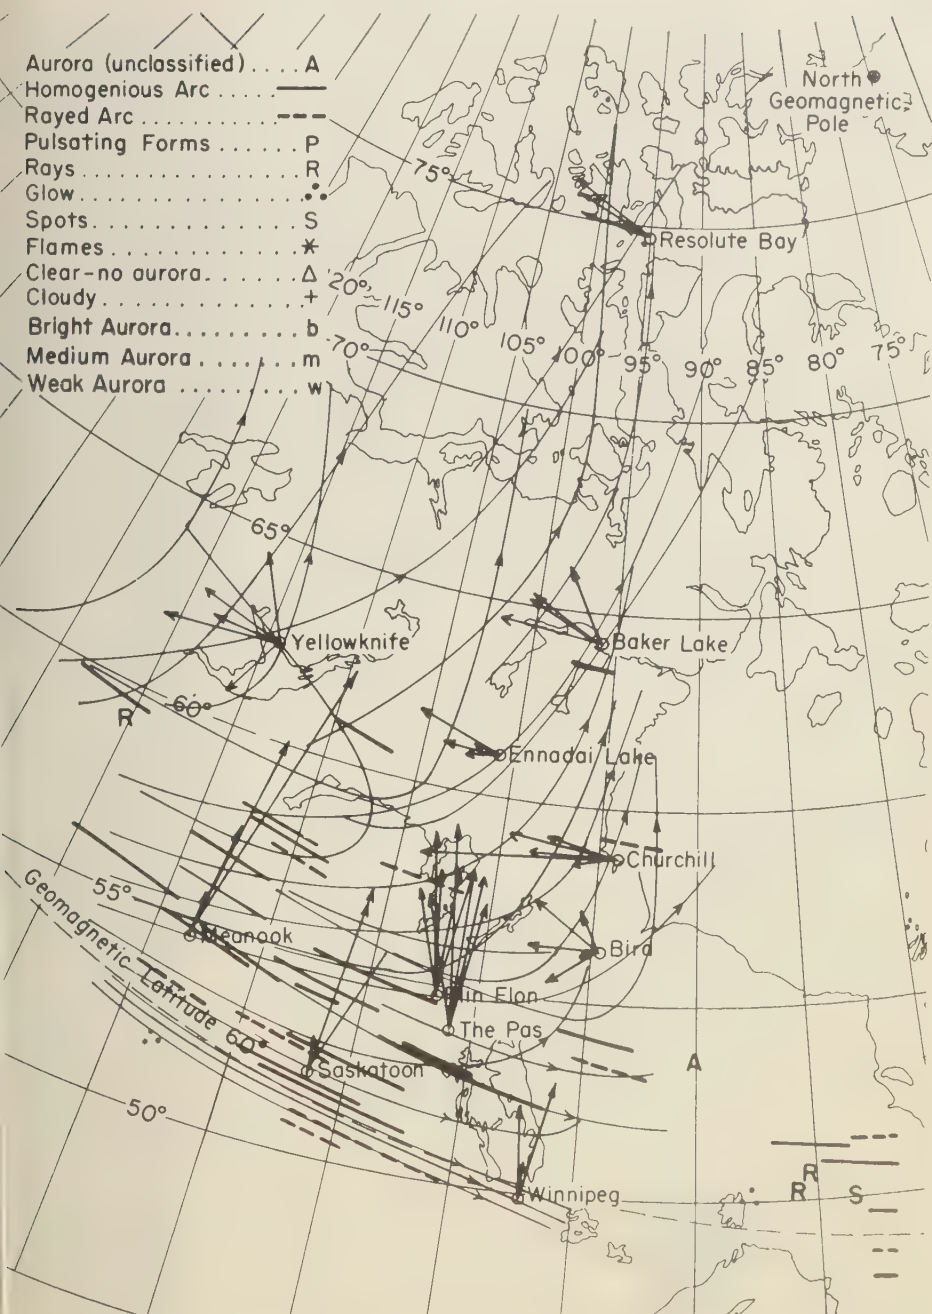 Aurora (unclassified) .... A
Homogenious Arc .....
Rayed Arc ............
Pulsating Forms ...... P
Rays ................. R
Glow .................
Spots ................ S
Flames ............... *
Clear-no aurora ...... Δ
Cloudy ............... +
Bright Aurora ........ b
Medium Aurora ....... m
Weak Aurora ......... w
North
Geomagnetic
Pole
75°
Resolute Bay
20°
115°
110°
105°
100°
95°
90°
85°
80°
75°
70°
65°
Yellowknife
Baker Lake
60°
R
Ennadai Lake
Churchill
55°
Geomagnetic Latitude 60°
Meanook
Bird
Flin Elon
The Pas
A
Saskatoon
50°
R
R
S
Winnipeg